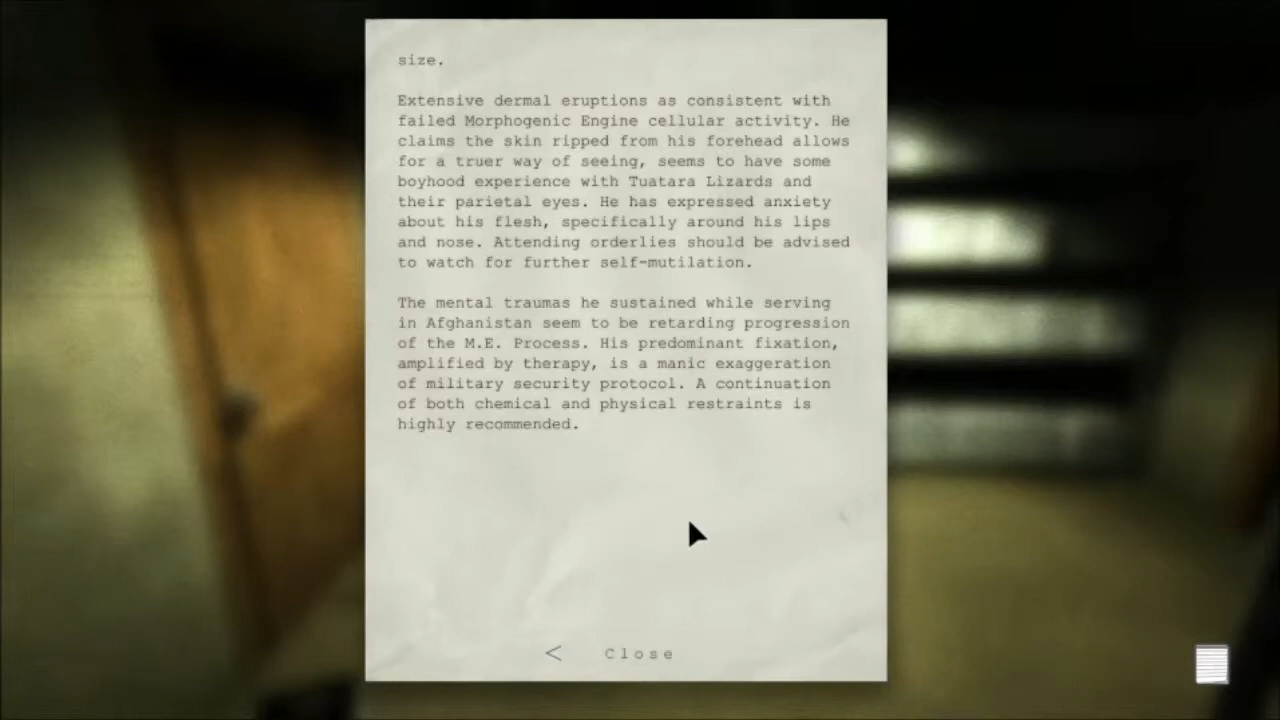 size.
Extensive dermal eruptions as consistent with
failed Morphogenic Engine cellular activity. He
claims the skin ripped from his forehead allows
for a truer way of seeing, seems to have some
boyhood experience with Tuatara Lizards and
their parietal eyes. He has expressed anxiety
about his flesh, specifically around his lips
and nose. Attending orderlies should be advised
to watch for further self-mutilation.
The mental traumas he sustained while serving
in Afghanistan seem to be retarding progression
of the M.E. Process. His predominant fixation,
amplified by therapy, is a manic exaggeration
of military security protocol. A continuation
of both chemical and physical restraints is
highly recommended.
< Close